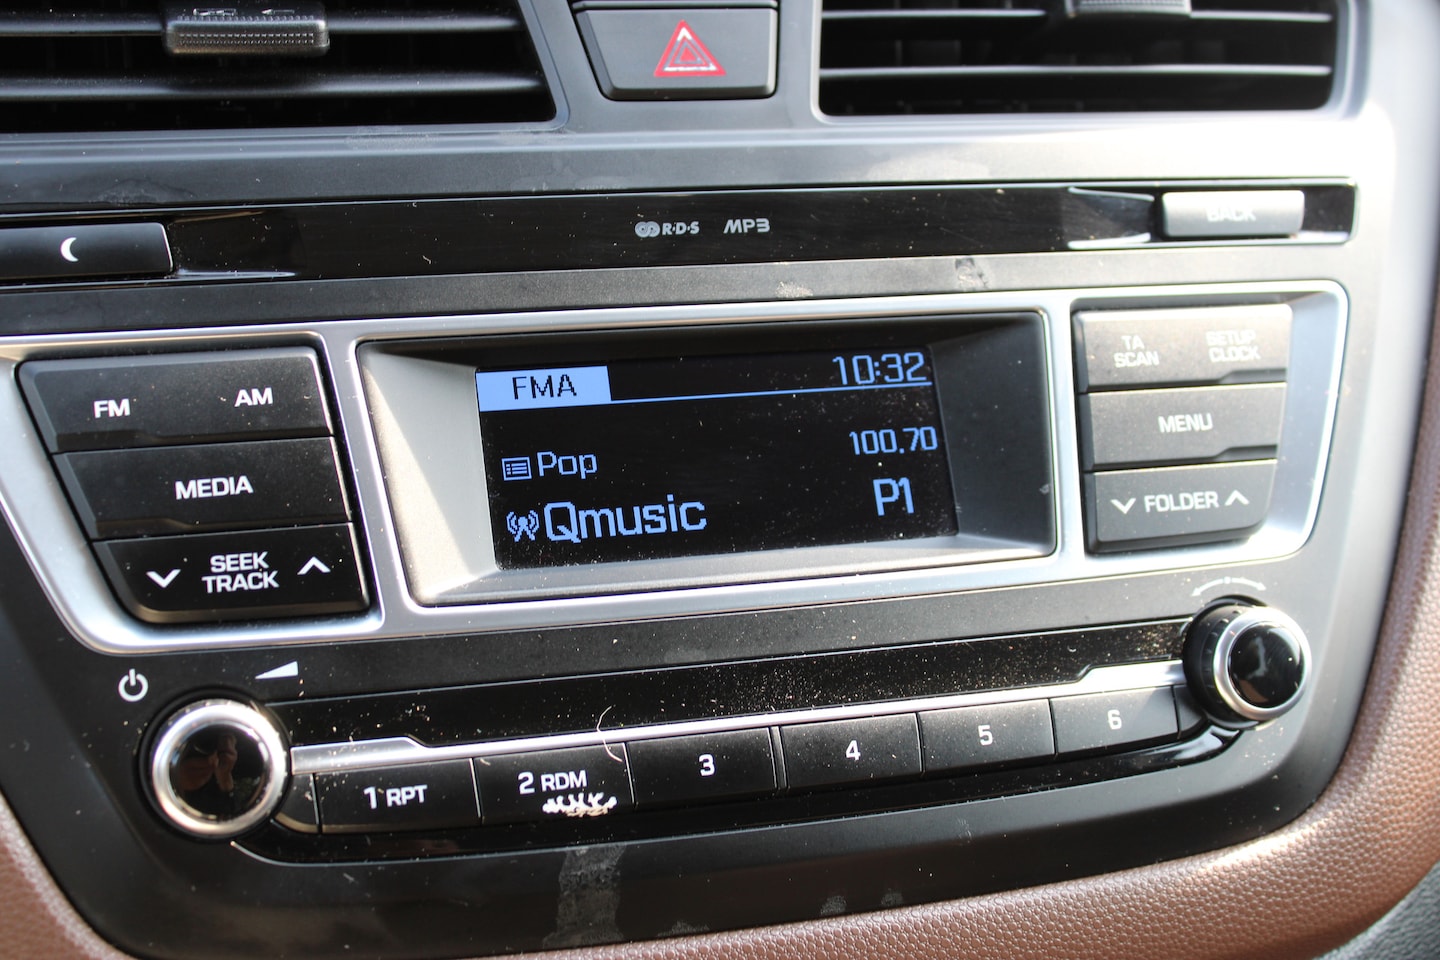 R·D·S MP3
BACK
FM AM
MEDIA
SEEK
TRACK
FMA 10:32
Pop 100.70
Qmusic P1
TA
SCAN
SETUP
CLOCK
MENU
FOLDER
1 RPT
2 RDM
3
4
5
6